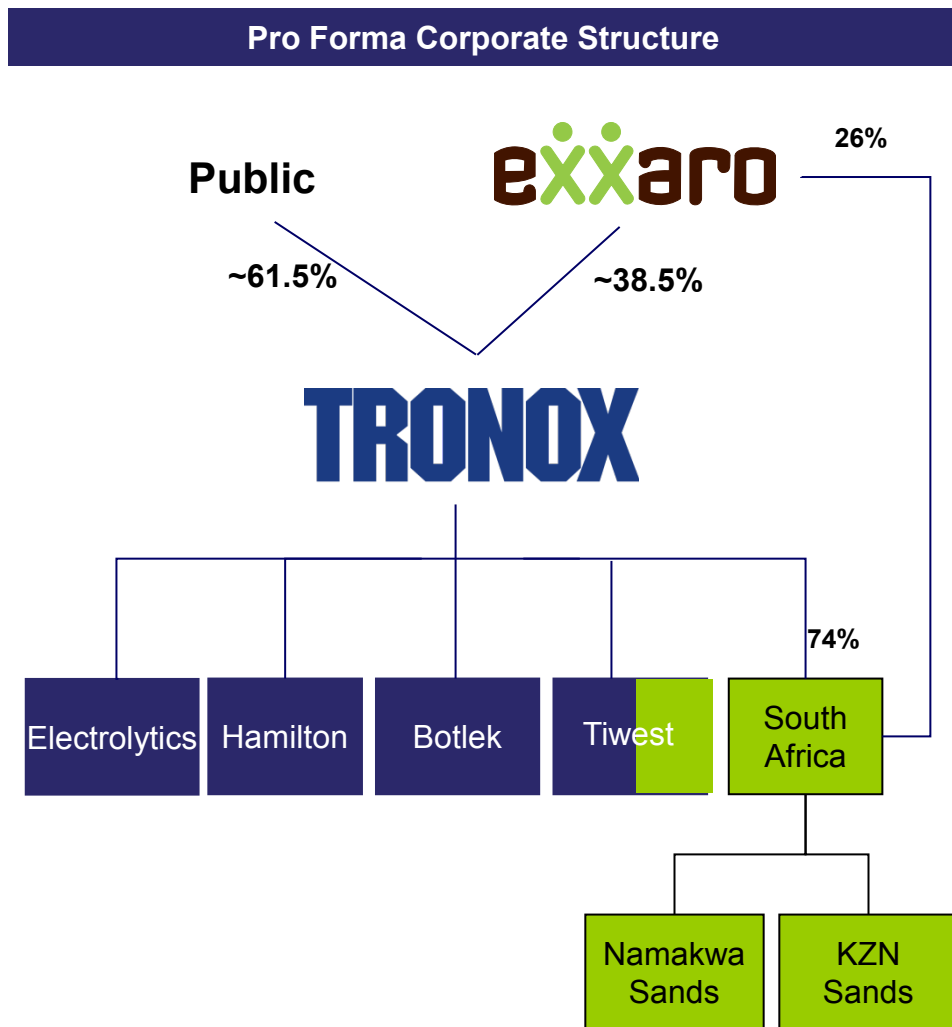 Pro Forma Corporate Structure
Public
exxaro
26%
~61.5%
~38.5%
TRONOX
74%
Electrolytics
Hamilton
Botlek
Tiwest
South
Africa
Namakwa
Sands
KZN
Sands